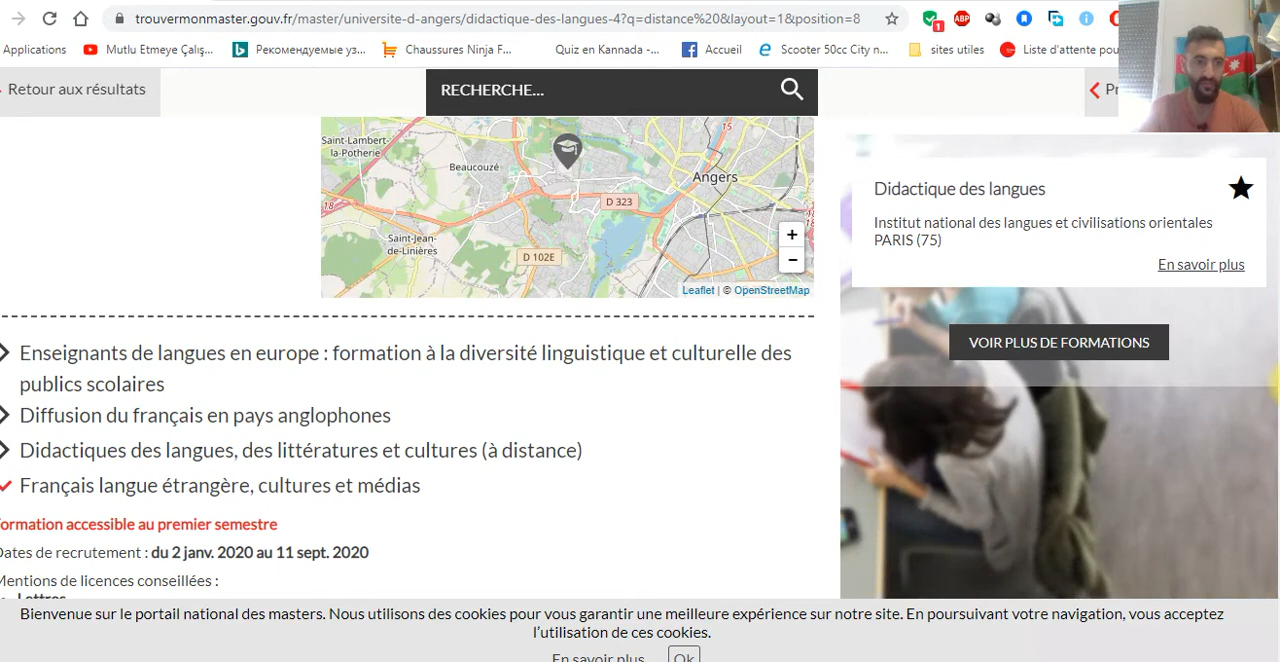 trouvermonmaster.gouv.fr/master/universite-d-angers/didactique-des-langues-4?q=distance%20&layout=1&position=8
1
ABP
Applications
Mutlu Etmeye Çalış...
Рекомендуемые уз...
Chaussures Ninja F...
Quiz en Kannada -...
Accueil
Scooter 50cc City n...
sites utiles
Liste d'attente pou
Retour aux résultats
RECHERCHE...
Saint-Lambert-
la-Potherie
Beaucouzé
15
Angers
D 323
18
Saint-Jean-
de-Linières
D 102E
18
+
−
Leaflet | © OpenStreetMap
Didactique des langues
Institut national des langues et civilisations orientales
PARIS (75)
En savoir plus
VOIR PLUS DE FORMATIONS
Enseignants de langues en europe : formation à la diversité linguistique et culturelle des
publics scolaires
Diffusion du français en pays anglophones
Didactiques des langues, des littératures et cultures (à distance)
Français langue étrangère, cultures et médias
ormation accessible au premier semestre
Dates de recrutement : du 2 janv. 2020 au 11 sept. 2020
Mentions de licences conseillées :
Lettres
Bienvenue sur le portail national des masters. Nous utilisons des cookies pour vous garantir une meilleure expérience sur notre site. En poursuivant votre navigation, vous acceptez
l'utilisation de ces cookies.
En savoir plus
Ok